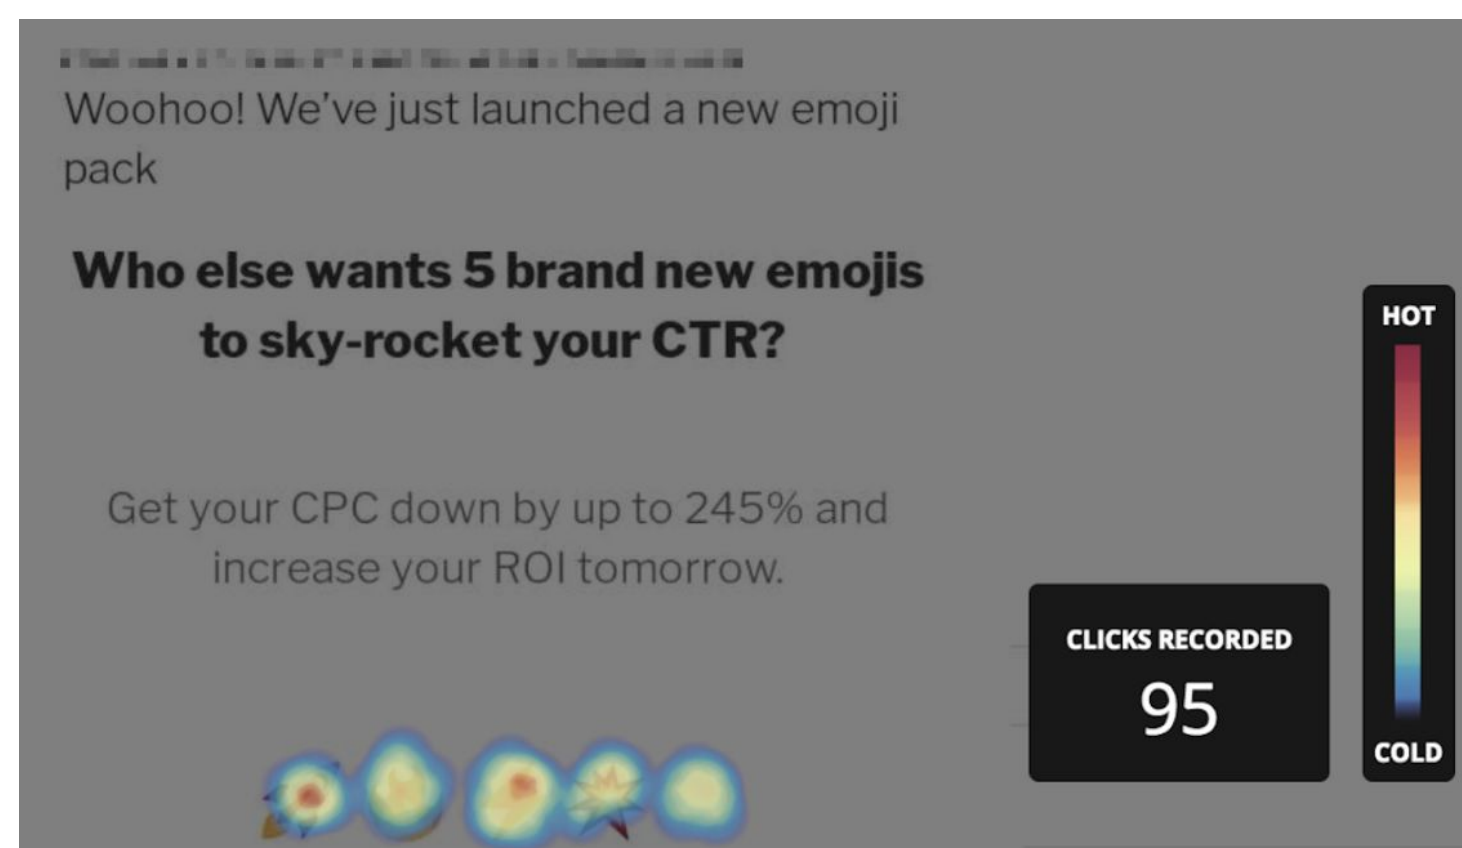 Woohoo! We've just launched a new emoji
pack
Who else wants 5 brand new emojis
to sky-rocket your CTR?
Get your CPC down by up to 245% and
increase your ROI tomorrow.
CLICKS RECORDED
95
HOT
COLD